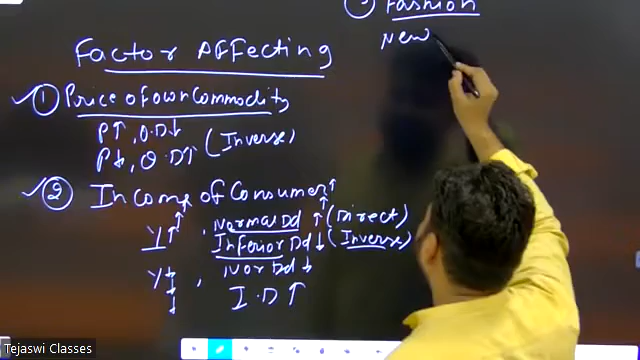 Factor Affecting
① Price of own Commodity
P↑, Q.D↓ (Inverse)
P↓, Q.D↑
② Income of Consumer↑
Y↑, Normal Dd ↑ (Direct)
Inferior Dd ↓ (Inverse)
Y↓, Nor Dd ↓
I.D ↑
Fashion
New
Tejaswi Classes